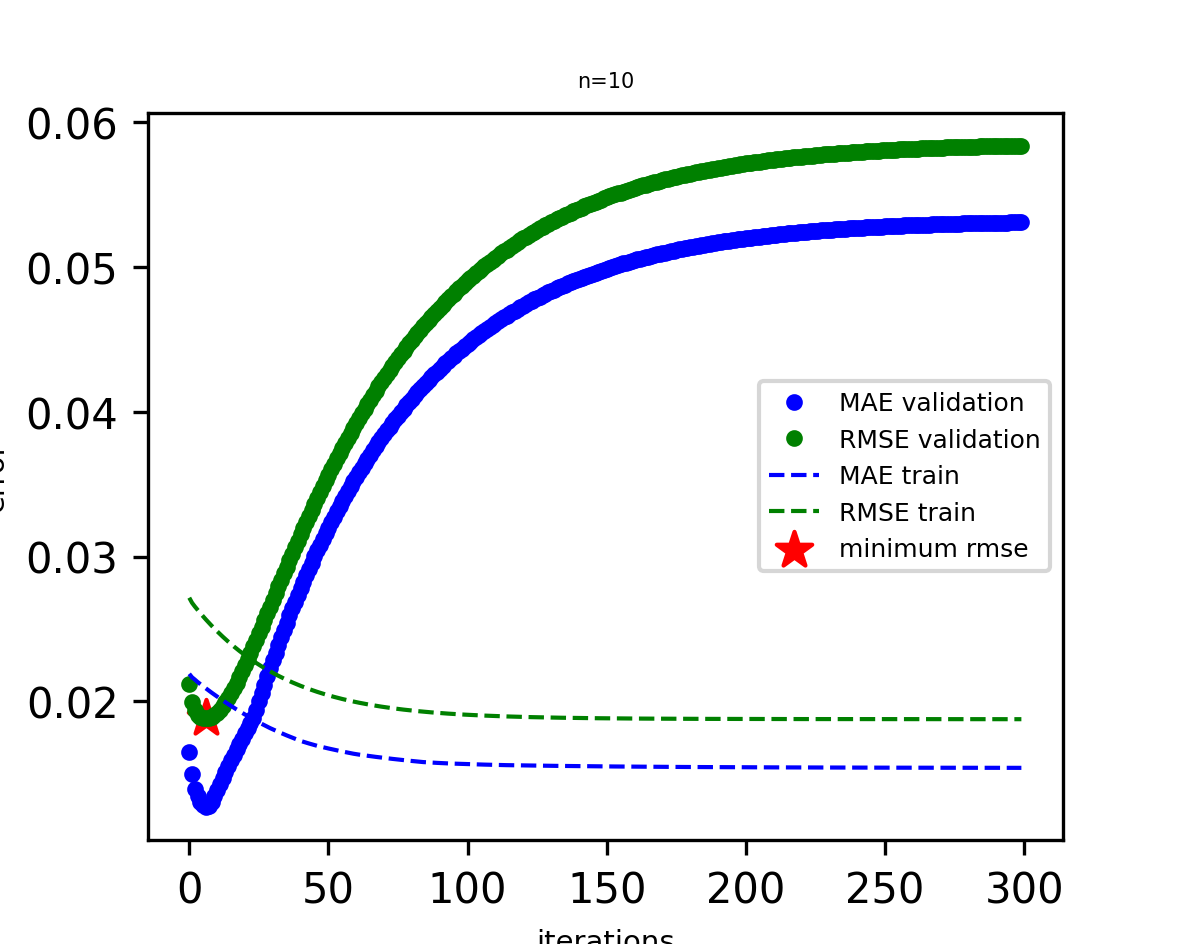 n=10
0.06
0.05
0.04
0.03
0.02
MAE validation
RMSE validation
MAE train
RMSE train
minimum rmse
0 50 100 150 200 250 300
iterations